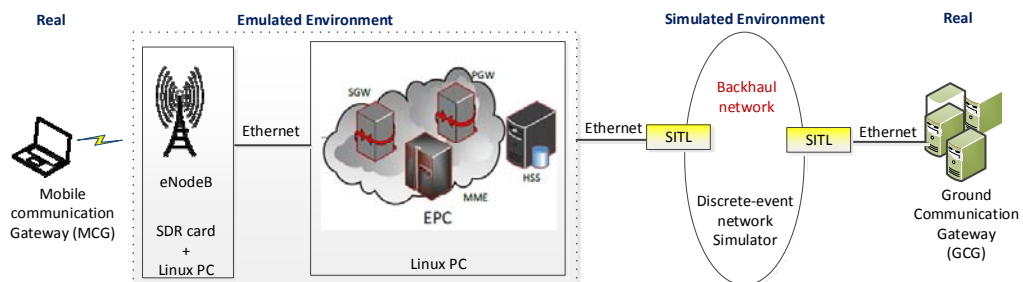 Real
Emulated Environment
Simulated Environment
Real
SGW
PGW
MME
HSS
EPC
Ethernet
eNodeB
SDR card
+
Linux PC
Linux PC
Ethernet
SITL
Backhaul
network
SITL
Discrete-event
network
Simulator
Ethernet
Mobile
communication
Gateway (MCG)
Ground
Communication
Gateway
(GCG)